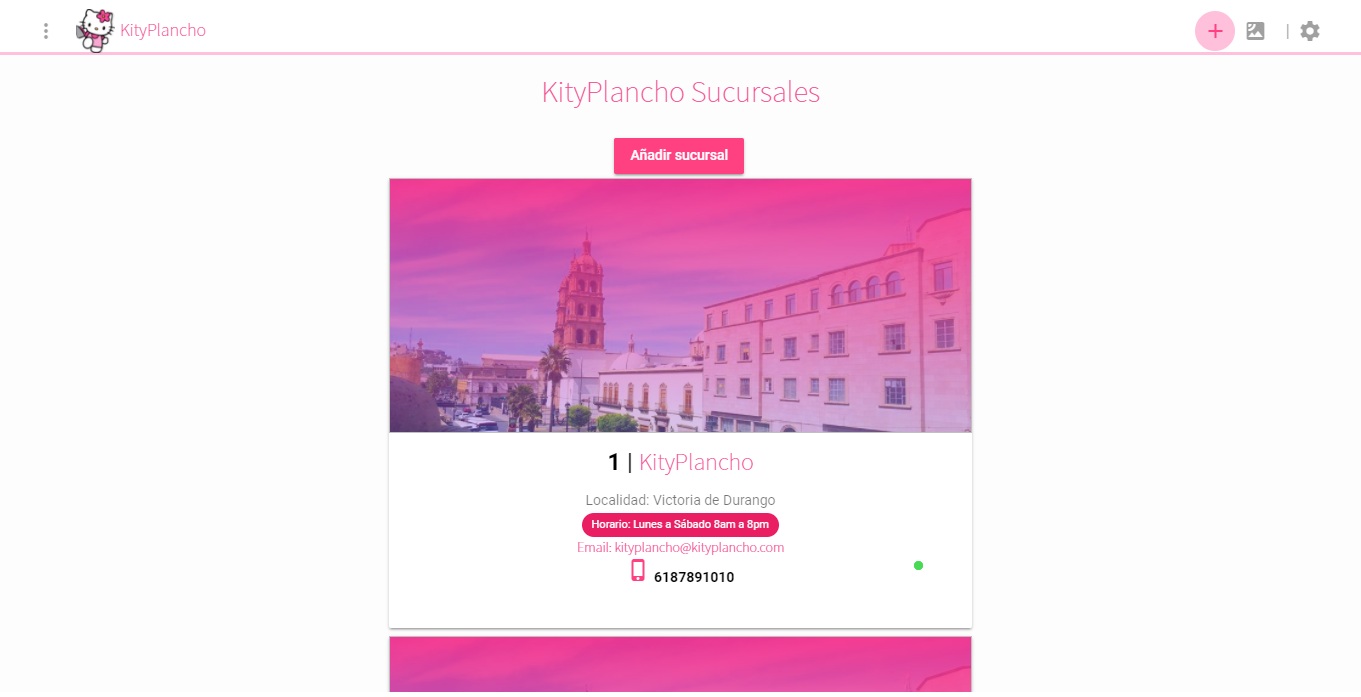 KityPlancho
|
KityPlancho Sucursales
Añadir sucursal
1 | KityPlancho
Localidad: Victoria de Durango
Horario: Lunes a Sábado 8am a 8pm
Email: kityplancho@kityplancho.com
6187891010